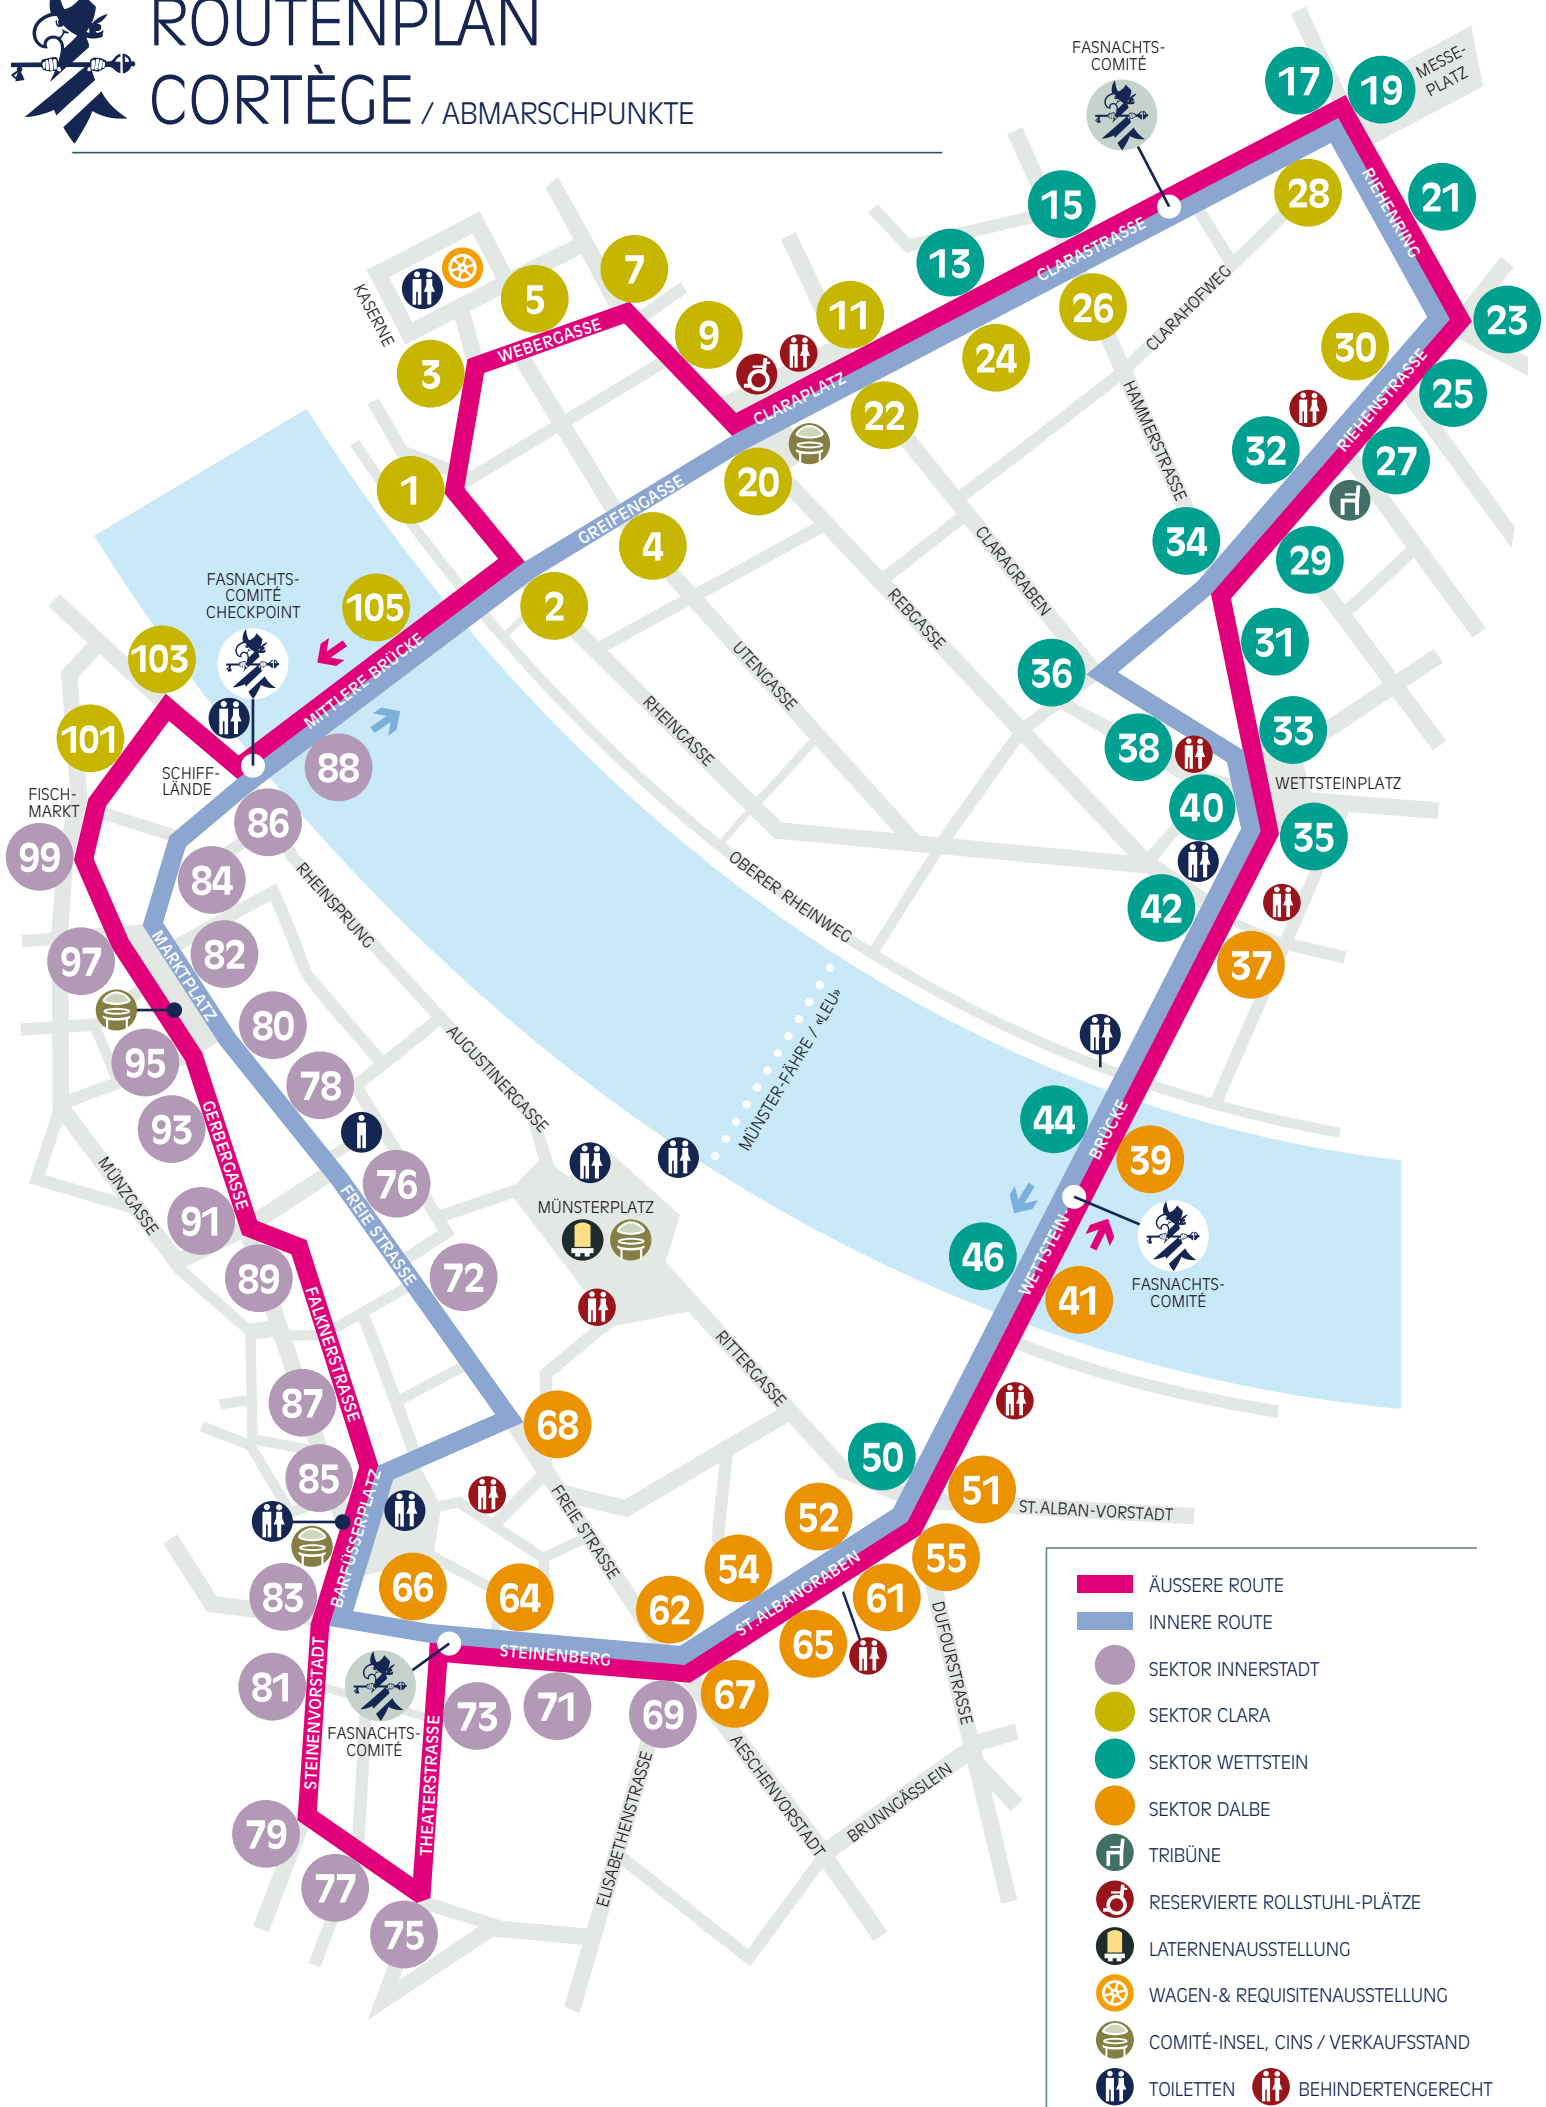 ROUTENPLAN
CORTÈGE / ABMARSCHPUNKTE
FASNACHTS-
COMITÉ
17
19
MESSE-
PLATZ
15
28
RIEHENRING
21
13
CLARASTRASSE
KASERNE
5
7
9
11
26
CLARAHOFWEG
23
3
WEBERGASSE
24
30
25
CLARAPLATZ
22
HAMMERSTRASSE
RIEHENSTRASSE
32
27
1
20
GREIFENGASSE
4
34
29
CLARAGRABEN
FASNACHTS-
COMITÉ
CHECKPOINT
105
2
REBGASSE
31
103
MITTLERE BRÜCKE
UTENGASSE
36
101
RHEINGASSE
33
38
SCHIFF-
LÄNDE
88
WETTSTEINPLATZ
FISCH-
MARKT
86
40
35
99
84
RHEINSPRUNG
OBERER RHEINWEG
42
97
MARKTPLATZ
82
37
80
MÜNSTER-FÄHRE / «LEU»
95
78
AUGUSTINERGASSE
93
GERBERGASSE
44
BRÜCKE
39
MÜNZGASSE
76
91
FREIE STRASSE
MÜNSTERPLATZ
WETTSTEIN-
46
89
72
41
FASNACHTS-
COMITÉ
FALKNERSTRASSE
RITTERGASSE
87
68
85
50
51
BARFÜSSERPLATZ
FREIE STRASSE
52
ST.ALBAN-VORSTADT
83
66
64
54
55
62
ST.ALBANGRABEN
61
65
DUFOURSTRASSE
STEINENBERG
81
STEINENVORSTADT
FASNACHTS-
COMITÉ
THEATERSTRASSE
73
71
69
67
AESCHENVORSTADT
BRUNNGÄSSLEIN
ELISABETHENSTRASSE
79
77
75
ÄUSSERE ROUTE
INNERE ROUTE
SEKTOR INNERSTADT
SEKTOR CLARA
SEKTOR WETTSTEIN
SEKTOR DALBE
TRIBÜNE
RESERVIERTE ROLLSTUHL-PLÄTZE
LATERNENAUSSTELLUNG
WAGEN-& REQUISITENAUSSTELLUNG
COMITÉ-INSEL, CINS / VERKAUFSSTAND
TOILETTEN BEHINDERTENGERECHT